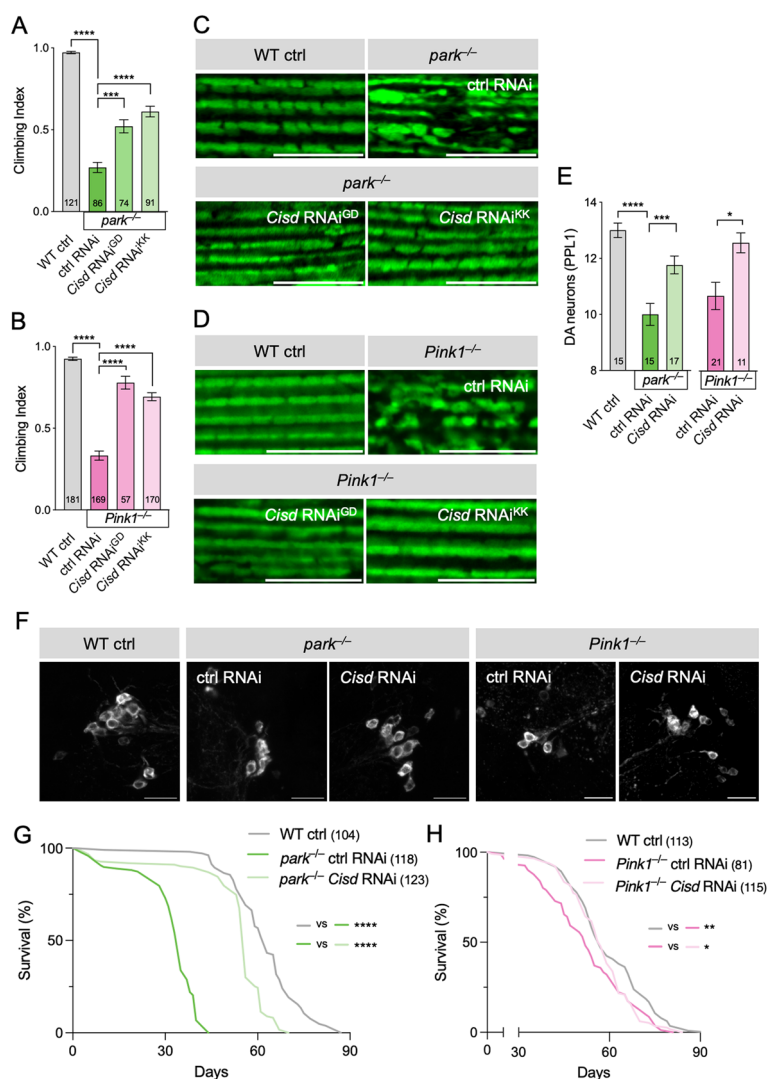 A
Climbing Index
1.0
0.5
0.0
****
****
***
121
86
74
91
park–/–
WT ctrl
ctrl RNAi
Cisd RNAiGD
Cisd RNAiKK
B
Climbing Index
1.0
0.5
0.0
****
****
****
181
169
57
170
Pink1–/–
WT ctrl
ctrl RNAi
Cisd RNAiGD
Cisd RNAiKK
C
WT ctrl
park–/–
ctrl RNAi
park–/–
Cisd RNAiGD
Cisd RNAiKK
D
WT ctrl
Pink1–/–
ctrl RNAi
Pink1–/–
Cisd RNAiGD
Cisd RNAiKK
E
DA neurons (PPL1)
14
12
10
8
****
***
*
15
15
17
21
11
park–/–
Pink1–/–
WT ctrl
ctrl RNAi
Cisd RNAi
ctrl RNAi
Cisd RNAi
F
WT ctrl
park–/–
Pink1–/–
ctrl RNAi
Cisd RNAi
ctrl RNAi
Cisd RNAi
G
Survival (%)
100
50
0
0
30
60
90
Days
WT ctrl (104)
park–/– ctrl RNAi (118)
park–/– Cisd RNAi (123)
vs ****
vs ****
H
Survival (%)
100
50
0
0
30
60
90
Days
WT ctrl (113)
Pink1–/– ctrl RNAi (81)
Pink1–/– Cisd RNAi (115)
vs **
vs *